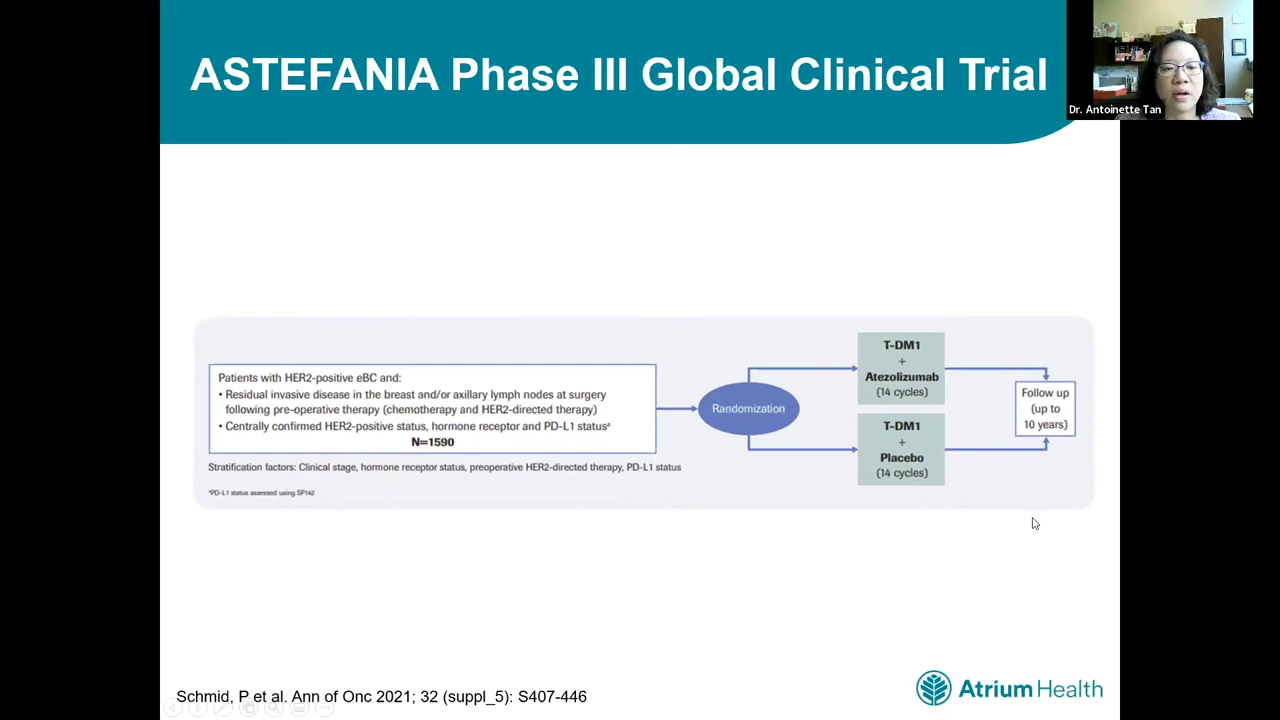 ASTEFANIA Phase III Global Clinical Trial
Dr. Antoinette Tan
Patients with HER2-positive eBC and:
• Residual invasive disease in the breast and/or axillary lymph nodes at surgery
following pre-operative therapy (chemotherapy and HER2-directed therapy)
• Centrally confirmed HER2-positive status, hormone receptor and PD-L1 statusᵃ
N=1590
Stratification factors: Clinical stage, hormone receptor status, preoperative HER2-directed therapy, PD-L1 status
ᵃPD-L1 status assessed using SP142
Randomization
T-DM1
+
Atezolizumab
(14 cycles)
T-DM1
+
Placebo
(14 cycles)
Follow up
(up to
10 years)
Schmid, P et al. Ann of Onc 2021; 32 (suppl_5): S407-446
Atrium Health